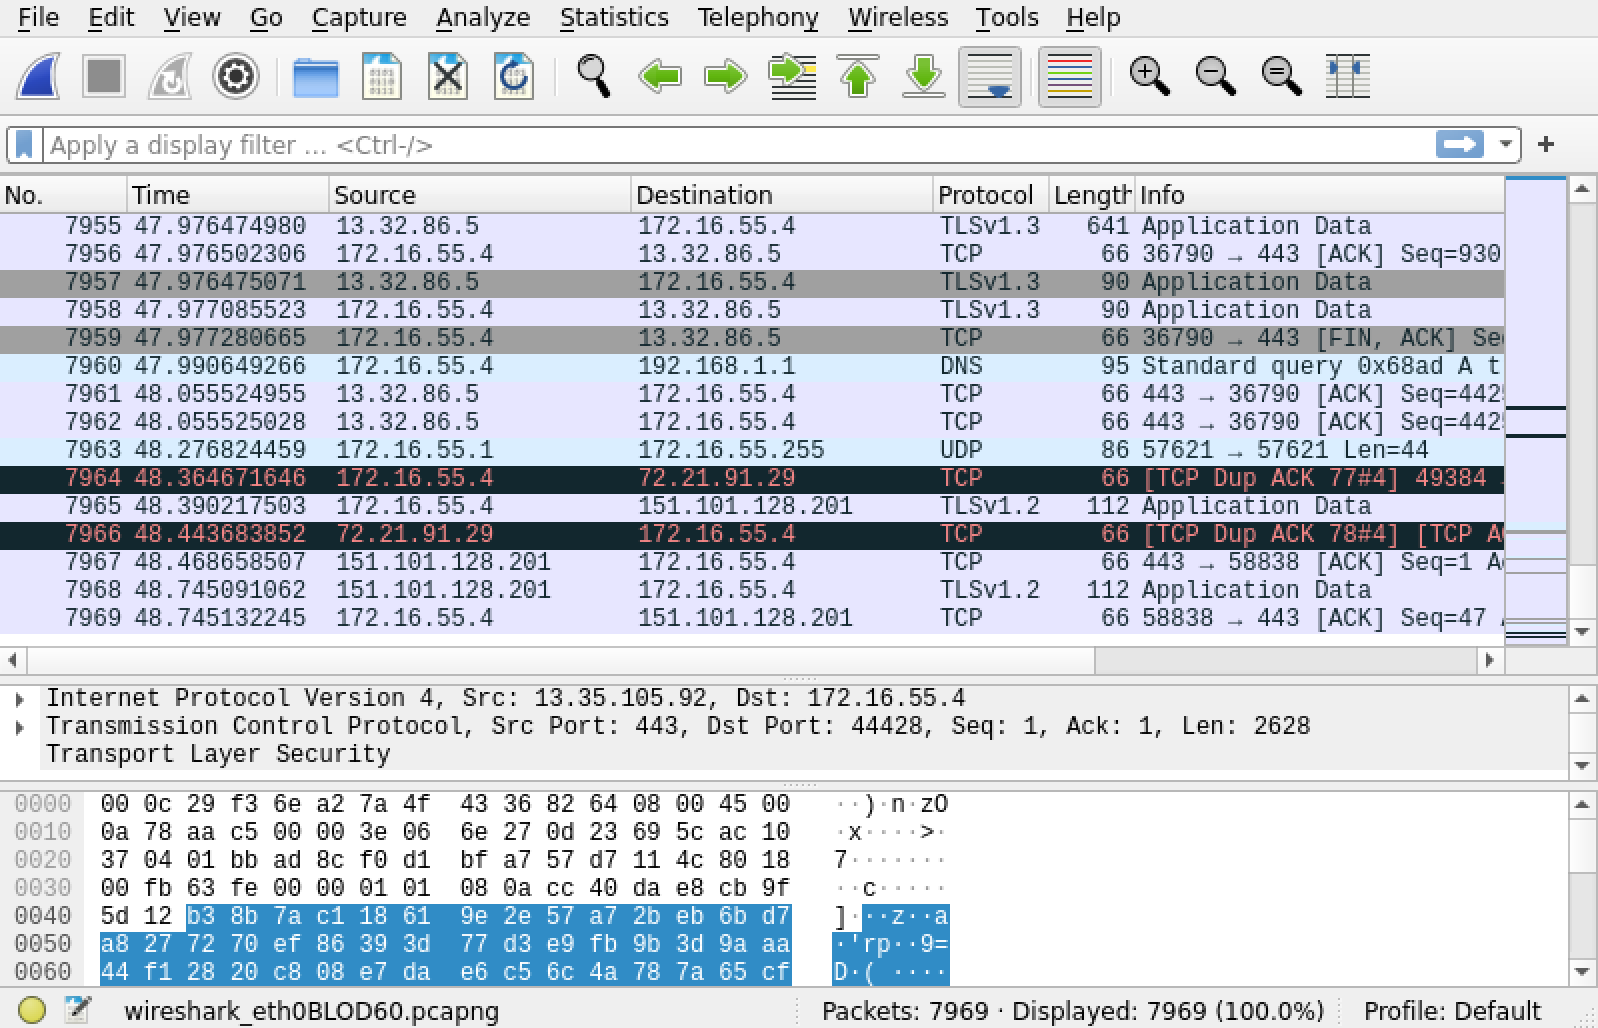 File Edit View Go Capture Analyze Statistics Telephony Wireless Tools Help
Apply a display filter ... <Ctrl-/> +
No. Time Source Destination Protocol Length Info
7955 47.976474980 13.32.86.5 172.16.55.4 TLSv1.3 641 Application Data
7956 47.976502306 172.16.55.4 13.32.86.5 TCP 66 36790 → 443 [ACK] Seq=930
7957 47.976475071 13.32.86.5 172.16.55.4 TLSv1.3 90 Application Data
7958 47.977085523 172.16.55.4 13.32.86.5 TLSv1.3 90 Application Data
7959 47.977280665 172.16.55.4 13.32.86.5 TCP 66 36790 → 443 [FIN, ACK] Se
7960 47.990649266 172.16.55.4 192.168.1.1 DNS 95 Standard query 0x68ad A t
7961 48.055524955 13.32.86.5 172.16.55.4 TCP 66 443 → 36790 [ACK] Seq=442
7962 48.055525028 13.32.86.5 172.16.55.4 TCP 66 443 → 36790 [ACK] Seq=442
7963 48.276824459 172.16.55.1 172.16.55.255 UDP 86 57621 → 57621 Len=44
7964 48.364671646 172.16.55.4 72.21.91.29 TCP 66 [TCP Dup ACK 77#4] 49384
7965 48.390217503 172.16.55.4 151.101.128.201 TLSv1.2 112 Application Data
7966 48.443683852 72.21.91.29 172.16.55.4 TCP 66 [TCP Dup ACK 78#4] [TCP A
7967 48.468658507 151.101.128.201 172.16.55.4 TCP 66 443 → 58838 [ACK] Seq=1 A
7968 48.745091062 151.101.128.201 172.16.55.4 TLSv1.2 112 Application Data
7969 48.745132245 172.16.55.4 151.101.128.201 TCP 66 58838 → 443 [ACK] Seq=47
Internet Protocol Version 4, Src: 13.35.105.92, Dst: 172.16.55.4
Transmission Control Protocol, Src Port: 443, Dst Port: 44428, Seq: 1, Ack: 1, Len: 2628
Transport Layer Security
0000 00 0c 29 f3 6e a2 7a 4f 43 36 82 64 08 00 45 00 ··)·n·zO
0010 0a 78 aa c5 00 00 3e 06 6e 27 0d 23 69 5c ac 10 ·x····>·
0020 37 04 01 bb ad 8c f0 d1 bf a7 57 d7 11 4c 80 18 7·······
0030 00 fb 63 fe 00 00 01 01 08 0a cc 40 da e8 cb 9f ··c·····
0040 5d 12 b3 8b 7a c1 18 61 9e 2e 57 a7 2b eb 6b d7 ]···z··a
0050 a8 27 72 70 ef 86 39 3d 77 d3 e9 fb 9b 3d 9a aa ·'rp··9=
0060 44 f1 28 20 c8 08 e7 da e6 c5 6c 4a 78 7a 65 cf D·( ····
wireshark_eth0BLOD60.pcapng Packets: 7969 · Displayed: 7969 (100.0%) Profile: Default